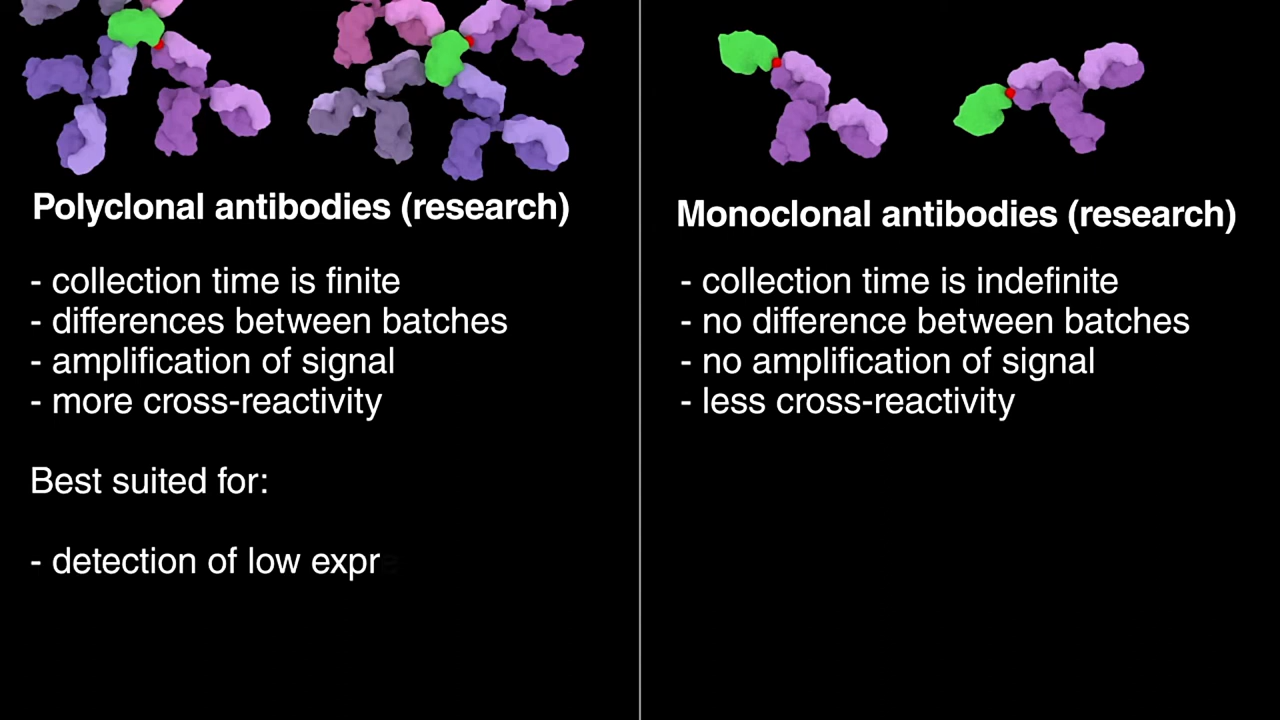 Polyclonal antibodies (research)
- collection time is finite
- differences between batches
- amplification of signal
- more cross-reactivity
Best suited for:
- detection of low expr
Monoclonal antibodies (research)
- collection time is indefinite
- no difference between batches
- no amplification of signal
- less cross-reactivity